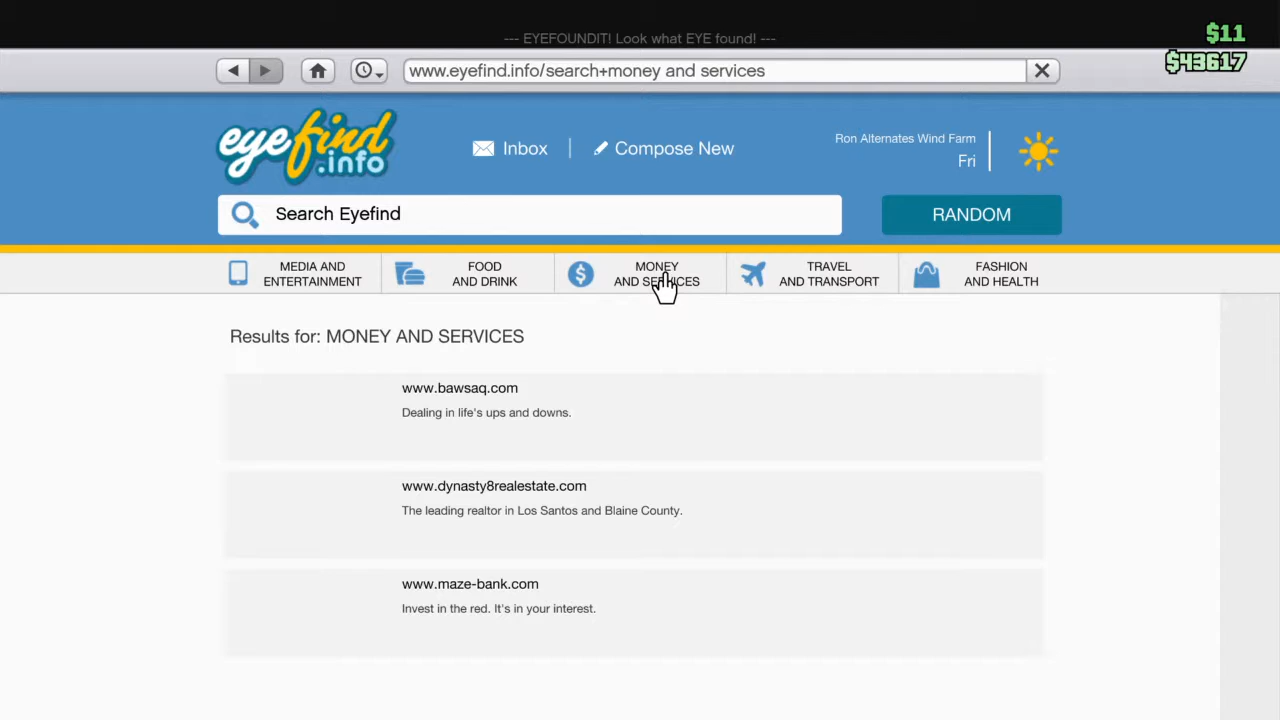 --- EYEFOUNDIT! Look what EYE found! ---
$11
$43617
www.eyefind.info/search+money and services
eyefind
.info
Inbox
Compose New
Ron Alternates Wind Farm
Fri
Search Eyefind
RANDOM
MEDIA AND
ENTERTAINMENT
FOOD
AND DRINK
MONEY
AND SERVICES
TRAVEL
AND TRANSPORT
FASHION
AND HEALTH
Results for: MONEY AND SERVICES
www.bawsaq.com
Dealing in life's ups and downs.
www.dynasty8realestate.com
The leading realtor in Los Santos and Blaine County.
www.maze-bank.com
Invest in the red. It's in your interest.